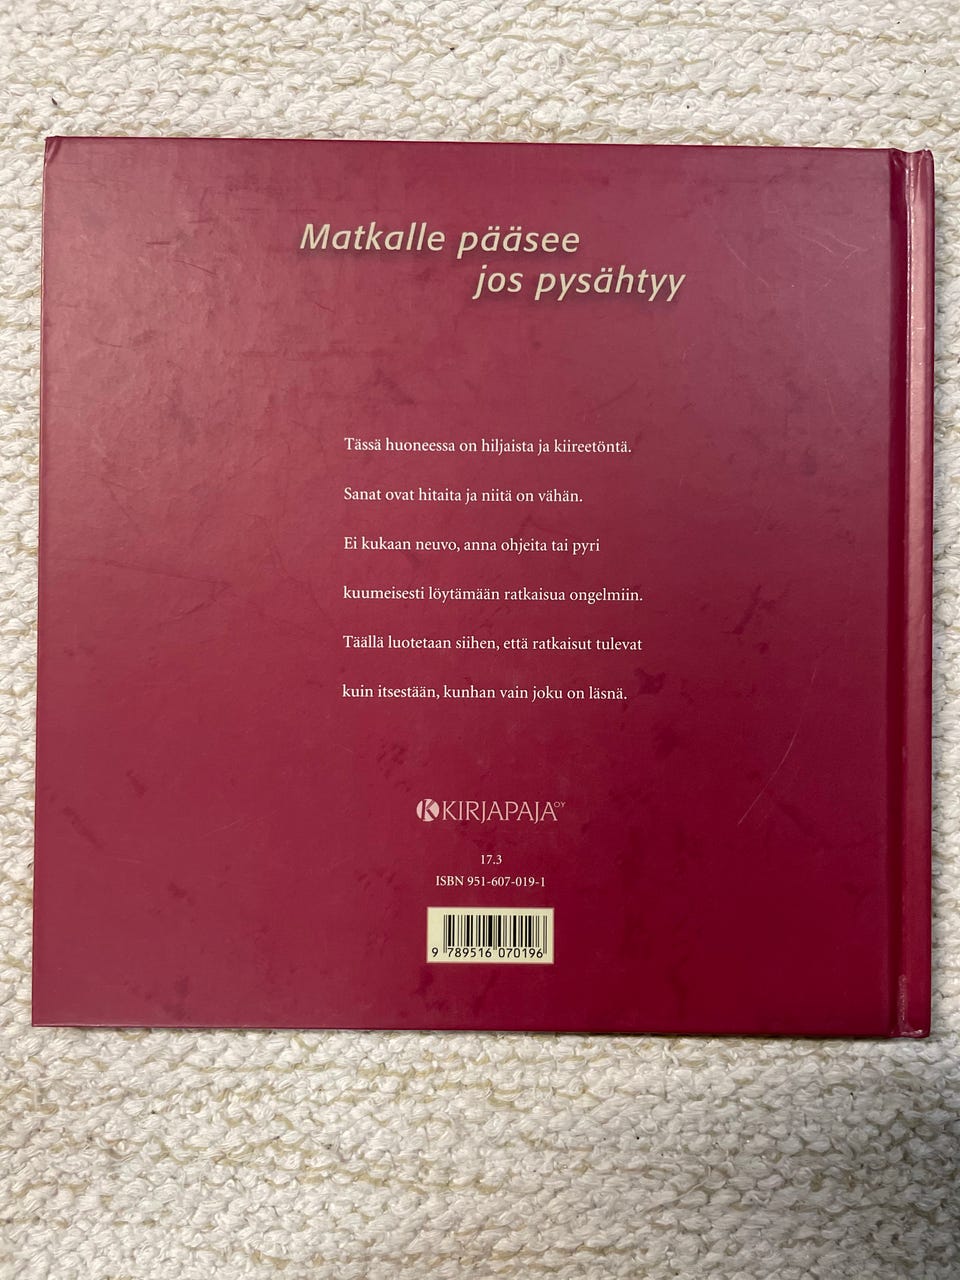 Matkalle pääsee
jos pysähtyy
Tässä huoneessa on hiljaista ja kiireetöntä.
Sanat ovat hitaita ja niitä on vähän.
Ei kukaan neuvo, anna ohjeita tai pyri
kuumeisesti löytämään ratkaisua ongelmiin.
Täällä luotetaan siihen, että ratkaisut tulevat
kuin itsestään, kunhan vain joku on läsnä.
KIRJAPAJA OY
17.3
ISBN 951-607-019-1
9 789516 070196